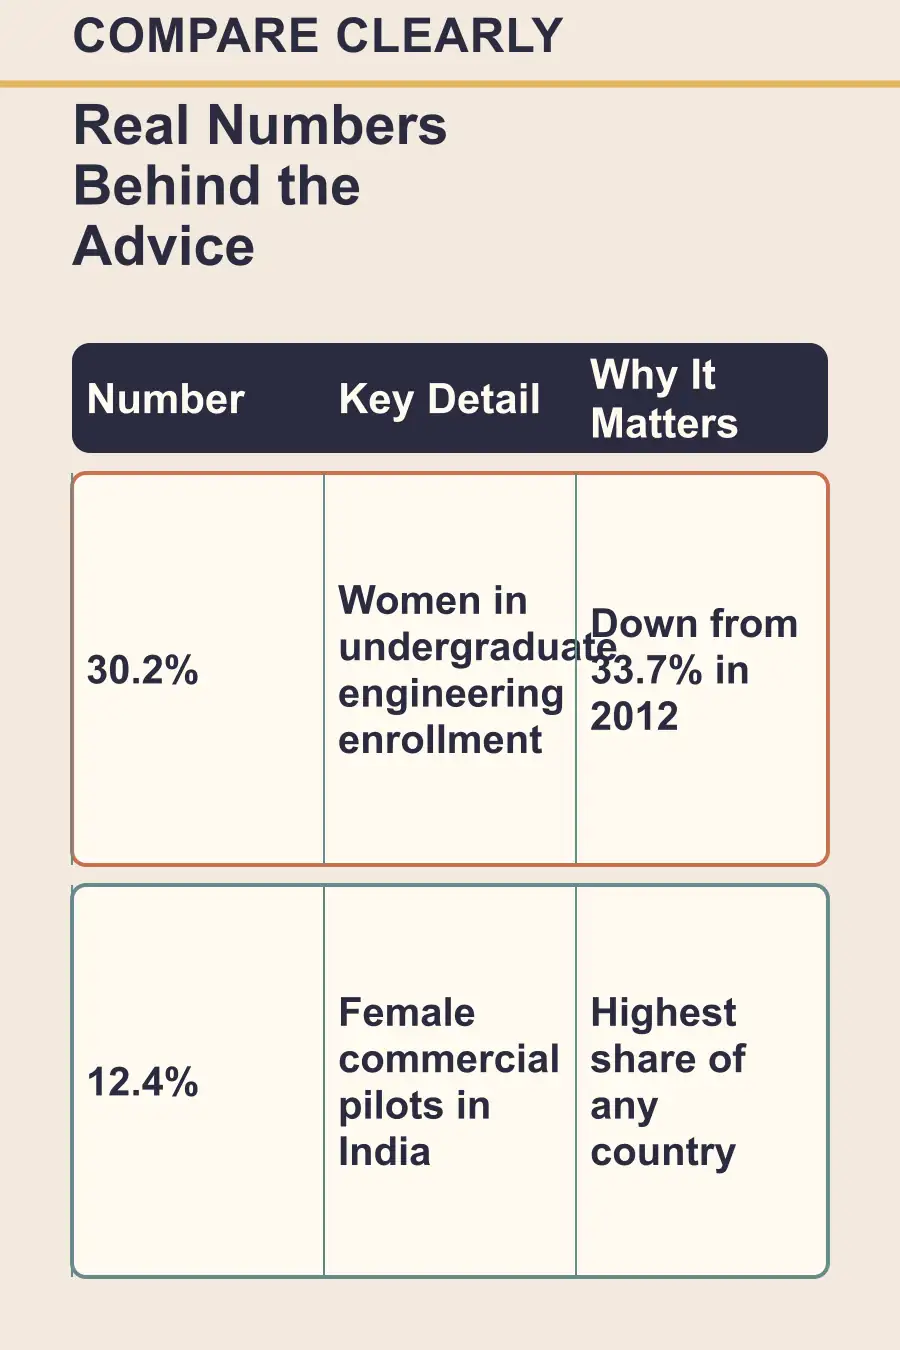 COMPARE CLEARLY
Real Numbers
Behind the
Advice
Number
Key Detail
Why It
Matters
30.2%
Women in
undergraduate
engineering
enrollment
Down from
33.7% in
2012
12.4%
Female
commercial
pilots in
India
Highest
share of
any
country